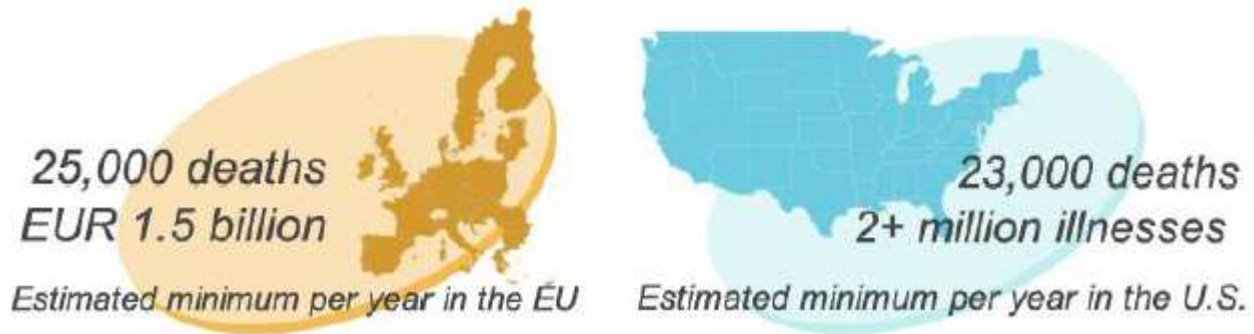 25,000 deaths
EUR 1.5 billion
Estimated minimum per year in the EU
23,000 deaths
2+ million illnesses
Estimated minimum per year in the U.S.